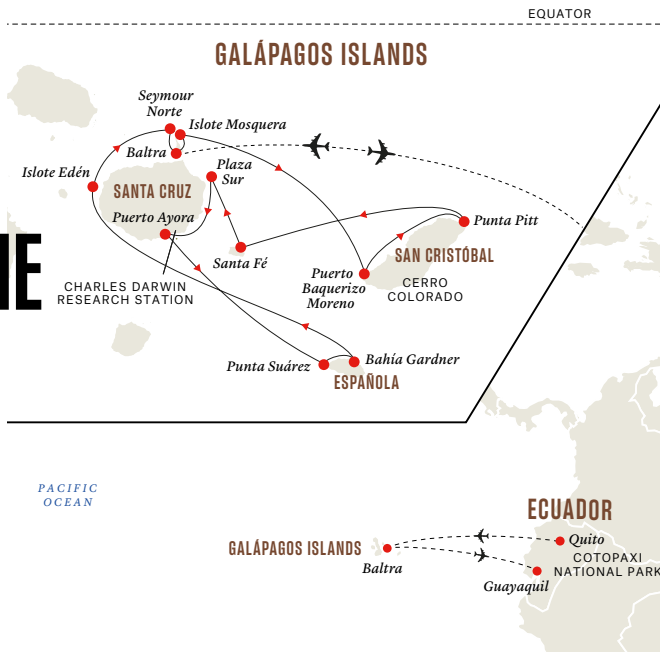 EQUATOR
GALÁPAGOS ISLANDS
Seymour
Norte
Islote Mosquera
Baltra
Plaza
Sur
Islote Edén
SANTA CRUZ
Puerto Ayora
Punta Pitt
IE
Santa Fé
SAN CRISTÓBAL
Puerto
Baquerizo
Moreno
CERRO
COLORADO
CHARLES DARWIN
RESEARCH STATION
Punta Suárez
Bahía Gardner
ESPAÑOLA
PACIFIC
OCEAN
ECUADOR
GALÁPAGOS ISLANDS
Quito
COTOPAXI
NATIONAL PARK
Baltra
Guayaquil